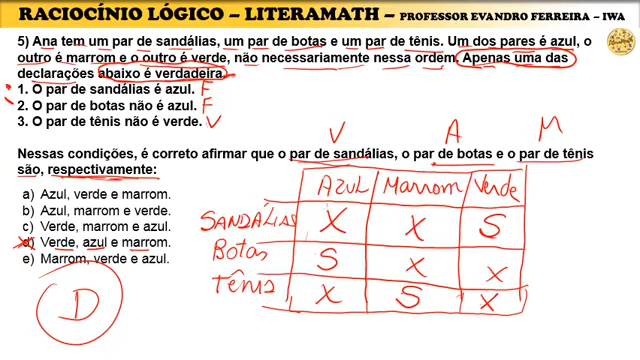 RACIOCÍNIO LÓGICO – LITERAMATH – PROFESSOR EVANDRO FERREIRA – IWA
5) Ana tem um par de sandálias, um par de botas e um par de tênis. Um dos pares é azul, o
outro é marrom e o outro é verde, não necessariamente nessa ordem. Apenas uma das
declarações abaixo é verdadeira.
1. O par de sandálias é azul. F
2. O par de botas não é azul. F
3. O par de tênis não é verde. V
V A M
Nessas condições, é correto afirmar que o par de sandálias, o par de botas e o par de tênis
são, respectivamente:
a) Azul, verde e marrom.
b) Azul, marrom e verde.
c) Verde, marrom e azul.
d) Verde, azul e marrom.
e) Marrom, verde e azul.
AZUL MARROM VERDE
SANDÁLIAS X X S
BOTAS S X X
TÊNIS X S X
D